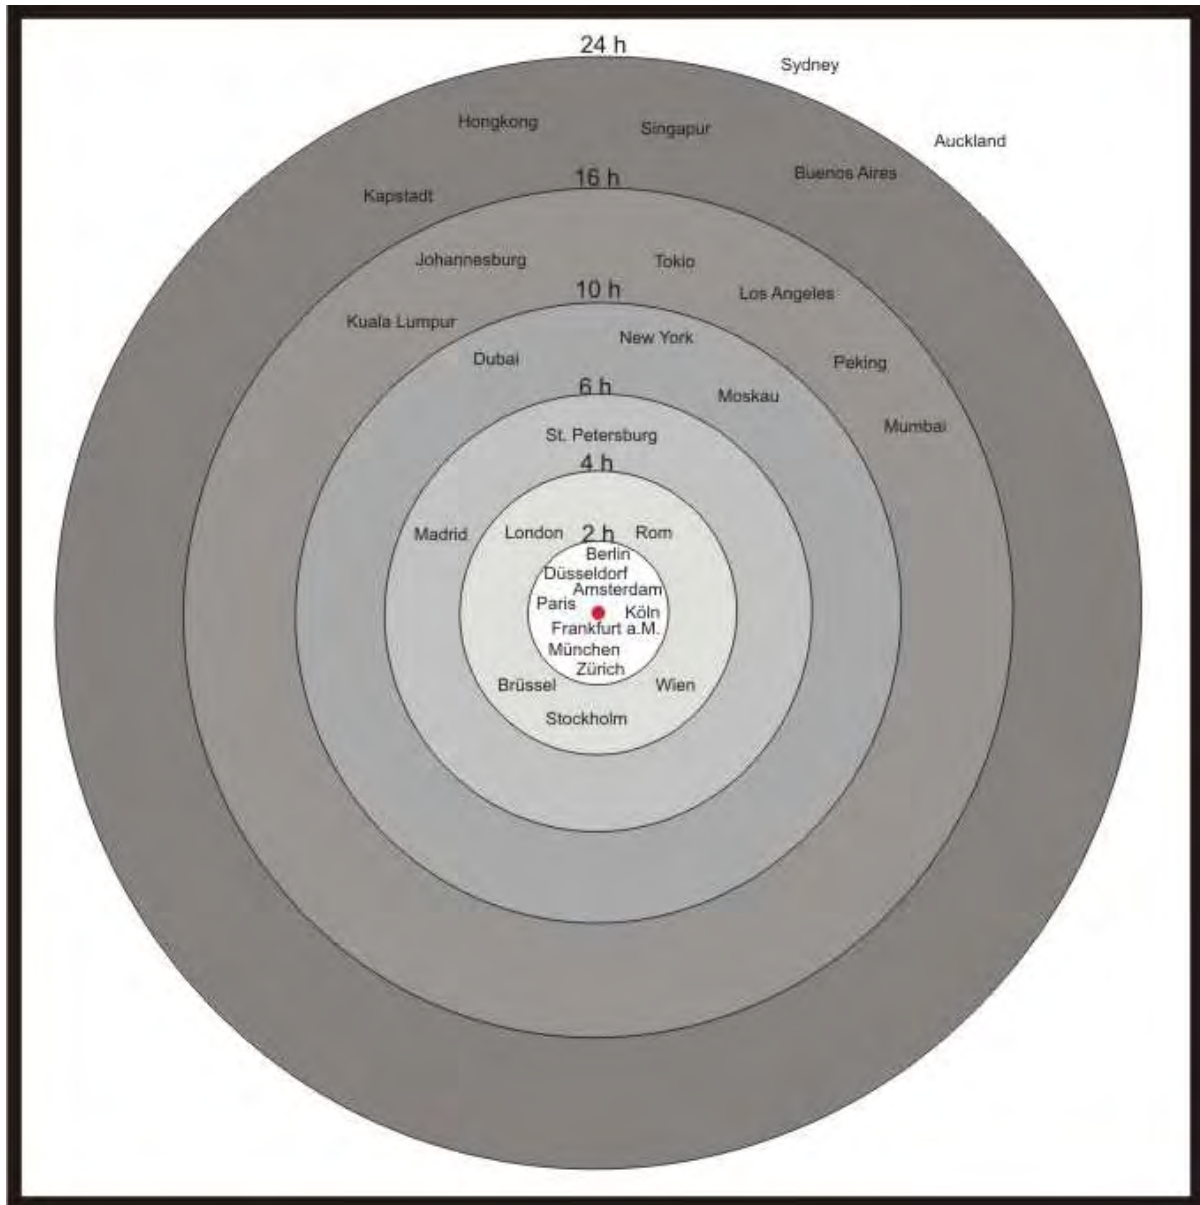 24 h
Sydney
Hongkong
Singapur
Auckland
Buenos Aires
16 h
Kapstadt
Johannesburg
Tokio
10 h
Los Angeles
Kuala Lumpur
New York
Dubai
Peking
6 h
Moskau
Mumbai
St. Petersburg
4 h
Madrid
London
2 h
Rom
Berlin
Düsseldorf
Amsterdam
Paris
Köln
Frankfurt a.M.
München
Zürich
Brüssel
Wien
Stockholm